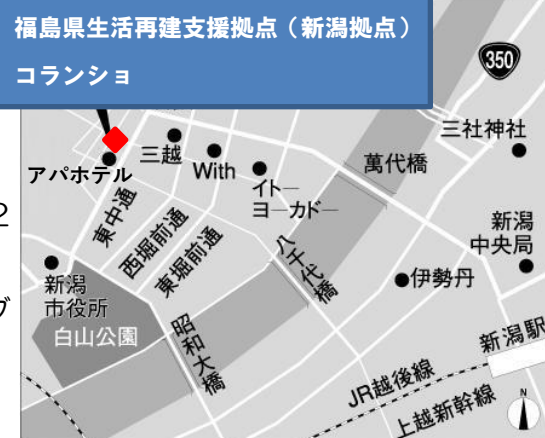 福島県生活再建支援拠点（新潟拠点）
コランショ
350
三社神社
三越
With
萬代橋
アパホテル
イトー
ヨーカドー
東中通
西堀前通
東堀前通
新潟
中央局
八千代橋
伊勢丹
新潟
市役所
白山公園
昭和大橋
新潟駅
JR越後線
上越新幹線
N